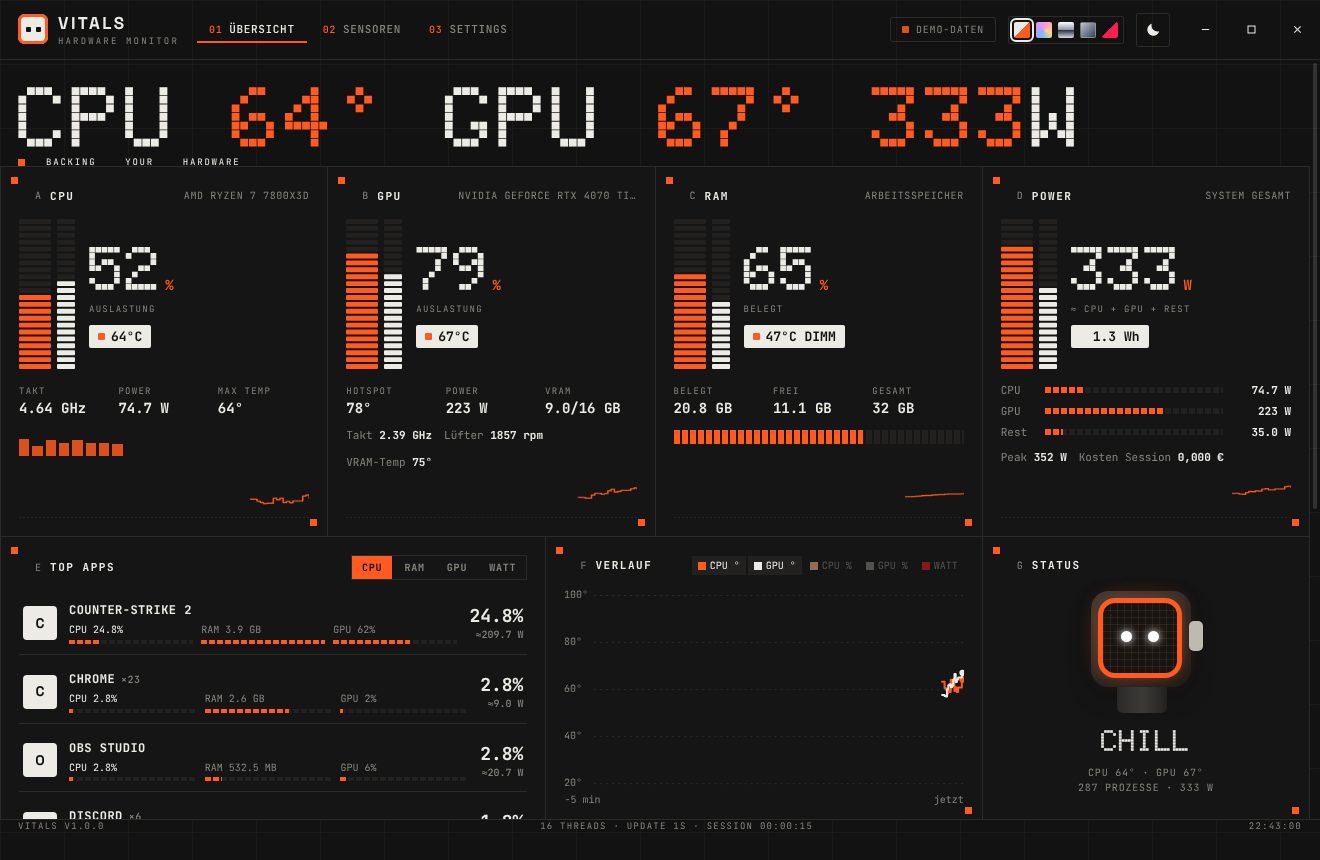 VITALS
HARDWARE MONITOR
01 ÜBERSICHT
02 SENSOREN
03 SETTINGS
DEMO-DATEN
CPU 64° GPU 67° 333W
BACKING YOUR HARDWARE
A CPU
AMD RYZEN 7 7800X3D
52 %
AUSLASTUNG
64°C
TAKT POWER MAX TEMP
4.64 GHz 74.7 W 64°
B GPU
NVIDIA GEFORCE RTX 4070 TI…
79 %
AUSLASTUNG
67°C
HOTSPOT POWER VRAM
78° 223 W 9.0/16 GB
Takt 2.39 GHz Lüfter 1857 rpm
VRAM-Temp 75°
C RAM
ARBEITSSPEICHER
65 %
BELEGT
47°C DIMM
BELEGT FREI GESAMT
20.8 GB 11.1 GB 32 GB
D POWER
SYSTEM GESAMT
333 W
≈ CPU + GPU + REST
1.3 Wh
CPU 74.7 W
GPU 223 W
Rest 35.0 W
Peak 352 W Kosten Session 0,000 €
E TOP APPS
CPU RAM GPU WATT
C
COUNTER-STRIKE 2
24.8%
CPU 24.8% RAM 3.9 GB GPU 62%
≈209.7 W
C
CHROME ×23
2.8%
CPU 2.8% RAM 2.6 GB GPU 2%
≈9.0 W
O
OBS STUDIO
2.8%
CPU 2.8% RAM 532.5 MB GPU 6%
≈20.7 W
DISCORD ×6
F VERLAUF
CPU ° GPU ° CPU % GPU % WATT
100°
80°
60°
40°
20°
-5 min jetzt
G STATUS
CHILL
CPU 64° · GPU 67°
287 PROZESSE · 333 W
VITALS V1.0.0
16 THREADS · UPDATE 1S · SESSION 00:00:15
22:43:00